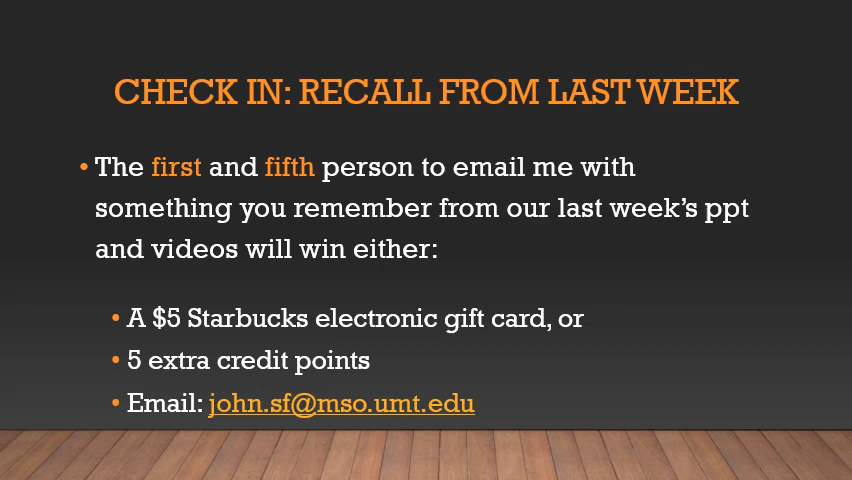 CHECK IN: RECALL FROM LAST WEEK
• The first and fifth person to email me with
something you remember from our last week’s ppt
and videos will win either:
• A $5 Starbucks electronic gift card, or
• 5 extra credit points
• Email: john.sf@mso.umt.edu